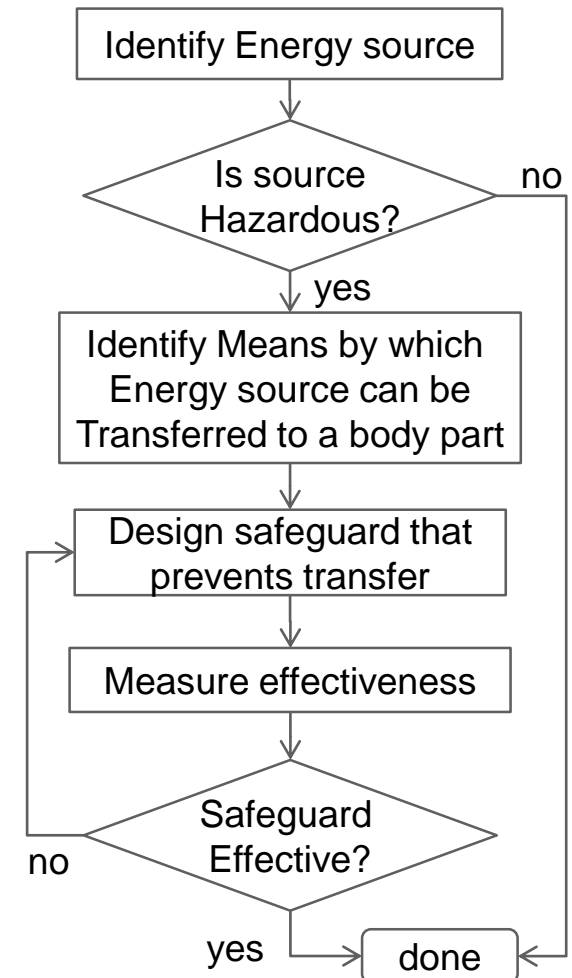 Identify Energy source
Is source
Hazardous?
no
yes
Identify Means by which
Energy source can be
Transferred to a body part
Design safeguard that
prevents transfer
Measure effectiveness
Safeguard
Effective?
no
yes
done